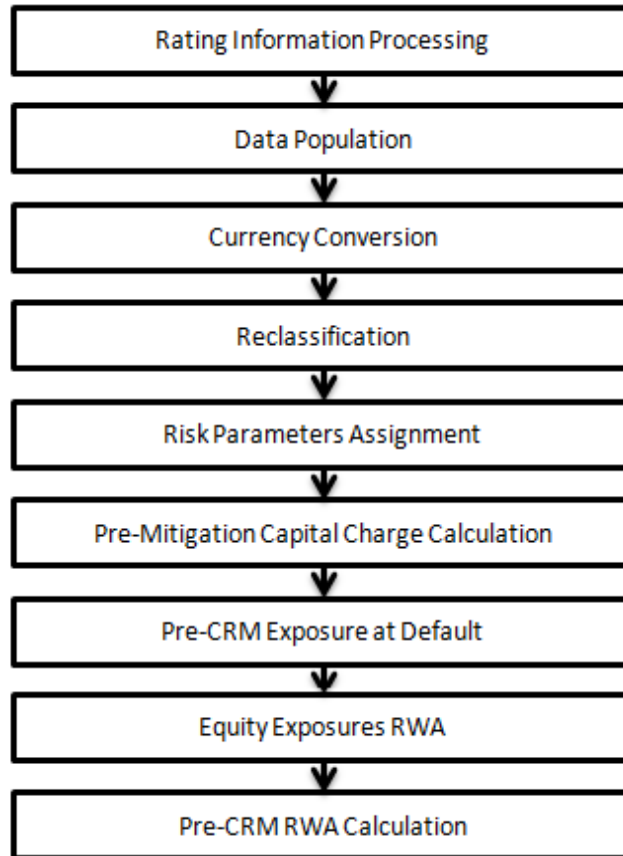 Rating Information Processing
Data Population
Currency Conversion
Reclassification
Risk Parameters Assignment
Pre-Mitigation Capital Charge Calculation
Pre-CRM Exposure at Default
Equity Exposures RWA
Pre-CRM RWA Calculation